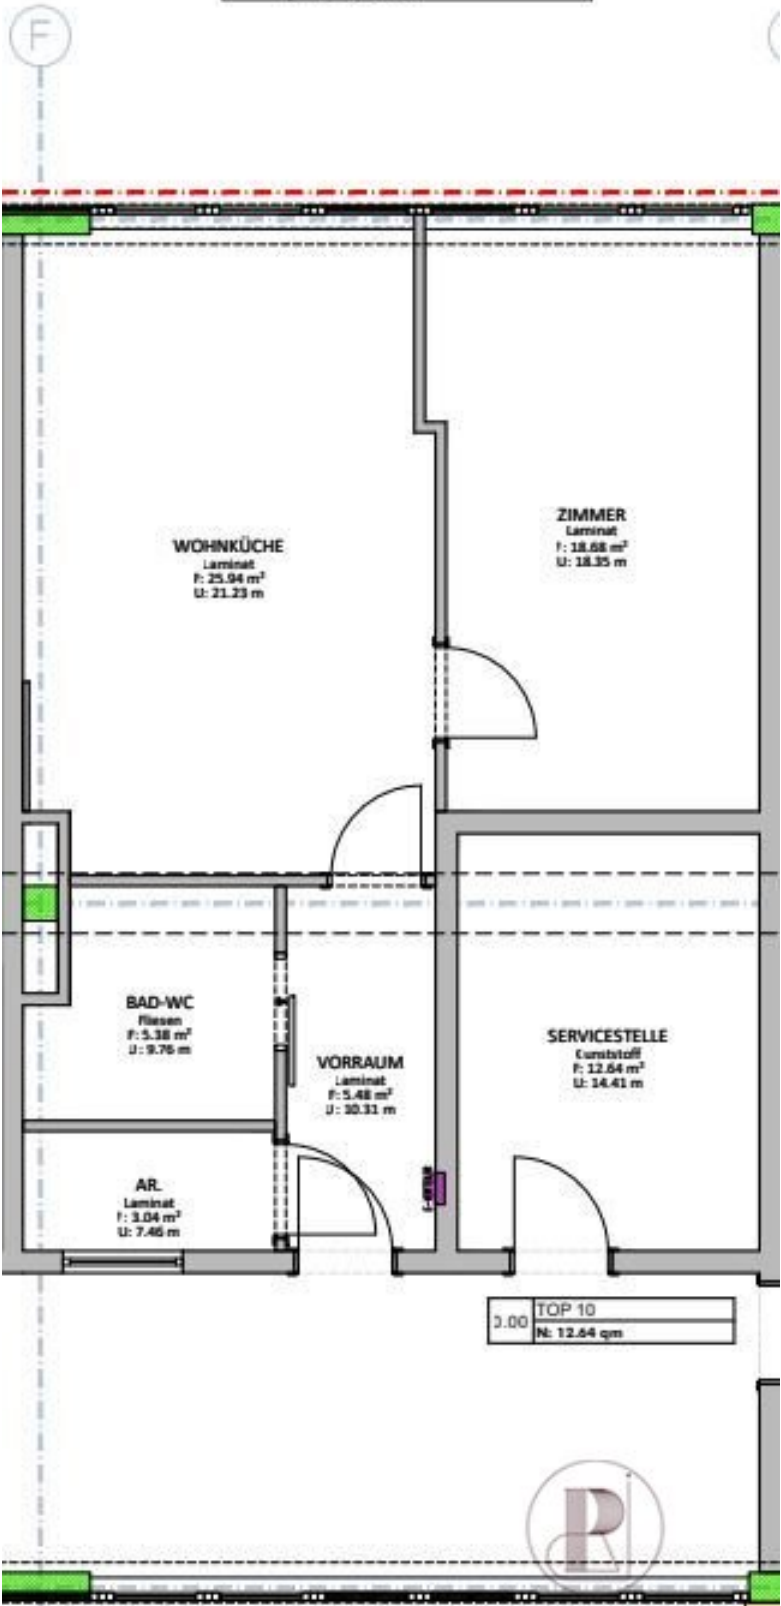 F
WOHNKÜCHE
Laminat
F: 25.94 m²
U: 21.23 m
ZIMMER
Laminat
F: 18.68 m²
U: 18.35 m
BAD-WC
Fliesen
F: 5.38 m²
U: 9.76 m
VORRAUM
Laminat
F: 5.48 m²
U: 10.31 m
SERVICESTELLE
Kunststoff
F: 12.64 m²
U: 14.41 m
AR.
Laminat
F: 3.04 m²
U: 7.46 m
TOP 10
N: 12.64 qm